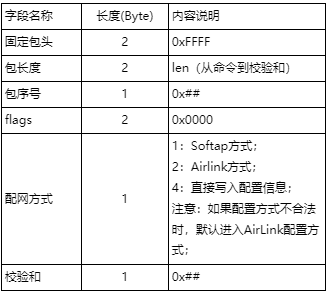 字段名称 长度(Byte) 内容说明
固定包头 2 0xFFFF
包长度 2 len（从命令到校验和）
包序号 1 0x##
flags 2 0x0000
配网方式 1 1：Softap方式；
2：Airlink方式；
4：直接写入配置信息；
注意：如果配置方式不合法
时，默认进入AirLink配置方
式；
校验和 1 0x##